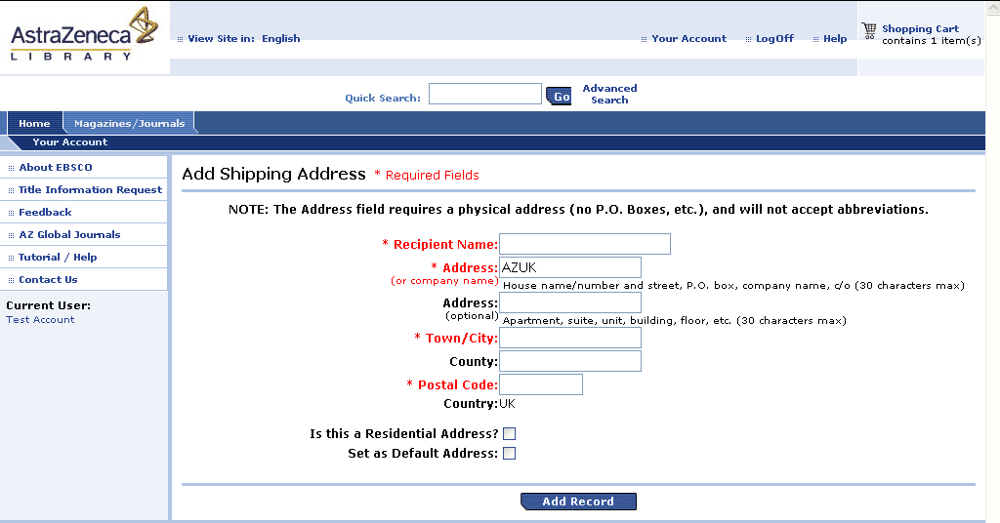 AstraZeneca
LIBRARY
View Site in: English
Your Account
LogOff
Help
Shopping Cart
contains 1 item(s)
Quick Search:
Go
Advanced
Search
Home
Magazines/Journals
Your Account
About EBSCO
Title Information Request
Feedback
AZ Global Journals
Tutorial / Help
Contact Us
Current User:
Test Account
Add Shipping Address * Required Fields
NOTE: The Address field requires a physical address (no P.O. Boxes, etc.), and will not accept abbreviations.
* Recipient Name:
* Address: AZUK
(or company name) House name/number and street, P.O. box, company name, c/o (30 characters max)
Address:
(optional) Apartment, suite, unit, building, floor, etc. (30 characters max)
* Town/City:
County:
* Postal Code:
Country: UK
Is this a Residential Address?
Set as Default Address:
Add Record